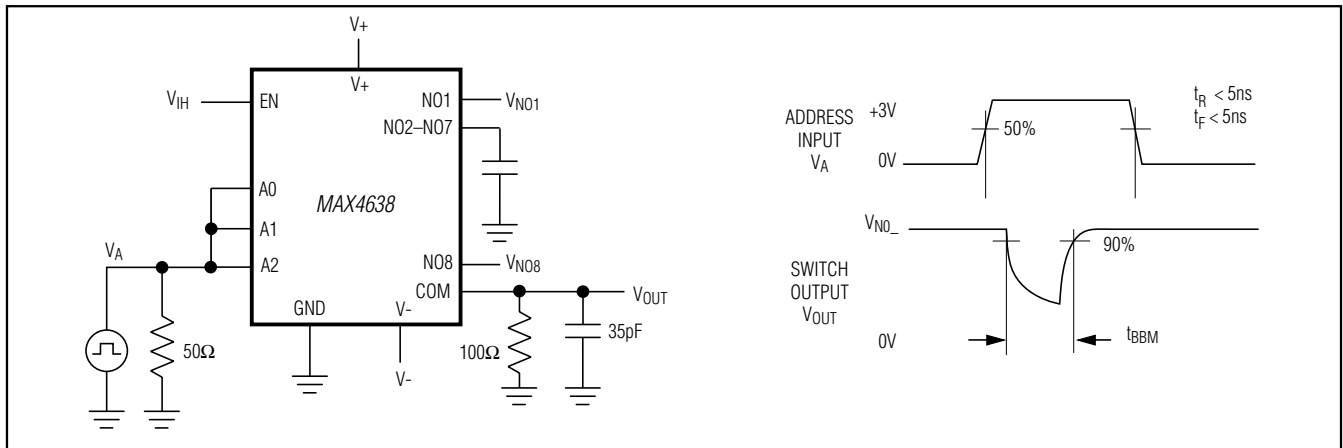 V+
V+
VIH
EN
NO1
VNO1
NO2–NO7
A0
MAX4638
A1
VA
A2
NO8
VNO8
COM
VOUT
GND
V-
50Ω
100Ω
35pF
V-
ADDRESS
INPUT
VA
+3V
0V
50%
tR < 5ns
tF < 5ns
VNO_
90%
SWITCH
OUTPUT
VOUT
0V
tBBM